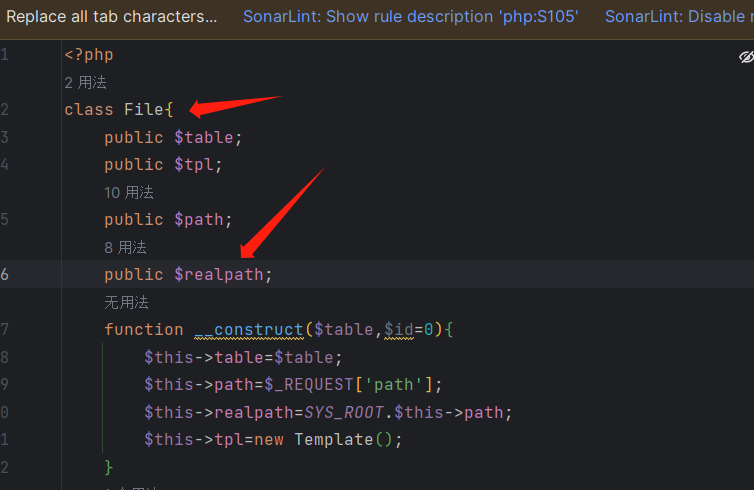 Replace all tab characters... SonarLint: Show rule description 'php:S105' SonarLint: Disable
1 <?php
2 用法
2 class File{
3 public $table;
4 public $tpl;
10 用法
5 public $path;
8 用法
6 public $realpath;
无用法
7 function __construct($table,$id=0){
8 $this->table=$table;
9 $this->path=$_REQUEST['path'];
0 $this->realpath=SYS_ROOT.$this->path;
1 $this->tpl=new Template();
2 }